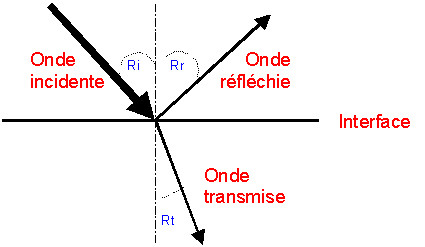 Onde
incidente
Ri
Rr
Onde
réfléchie
Interface
Onde
transmise
Rt